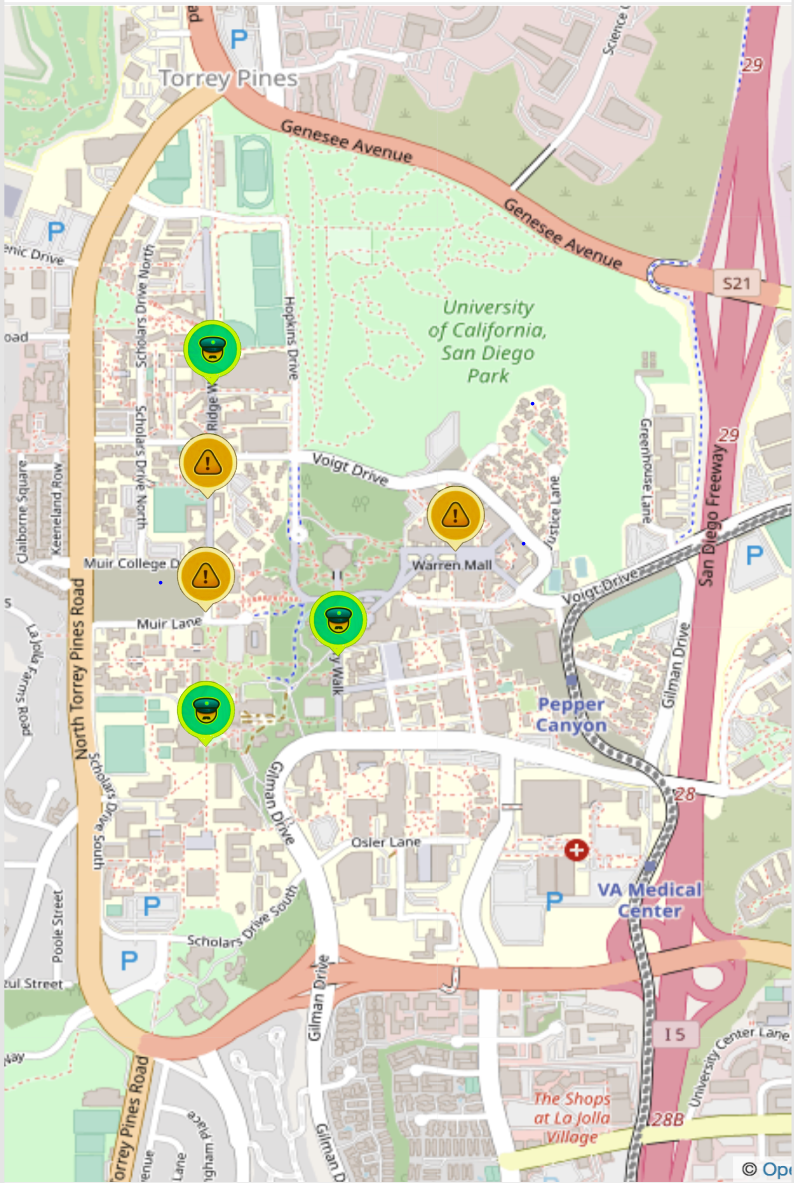 ad
P
Torrey Pines
Science C
29
Genesee Avenue
P
enic Drive
Genesee Avenue
S21
Scholars Drive North
Hopkins Drive
University
of California,
San Diego
Park
oad
Ridge W
29
Scholars Drive North
Greenhouse Lane
San Diego Freeway
Claiborne Square
Keeneland Row
Voigt Drive
Justice Lane
Muir College D
Warren Mall
P
Voigt Drive
S
Muir Lane
La Jolla Farms Road
North Torrey Pines Road
ry Walk
Gilman Drive
Pepper
Canyon
Scholars Drive South
Gilman Drive
28
Osler Lane
VA Medical
Center
P
P
Poole Street
Scholars Drive South
P
zul Street
Gilman Drive
I 5
University Center Lane
Way
Torrey Pines Road
The Shops
at La Jolla
Village
28B
ngham Place
Gilman D
venue
Lane
© Ope